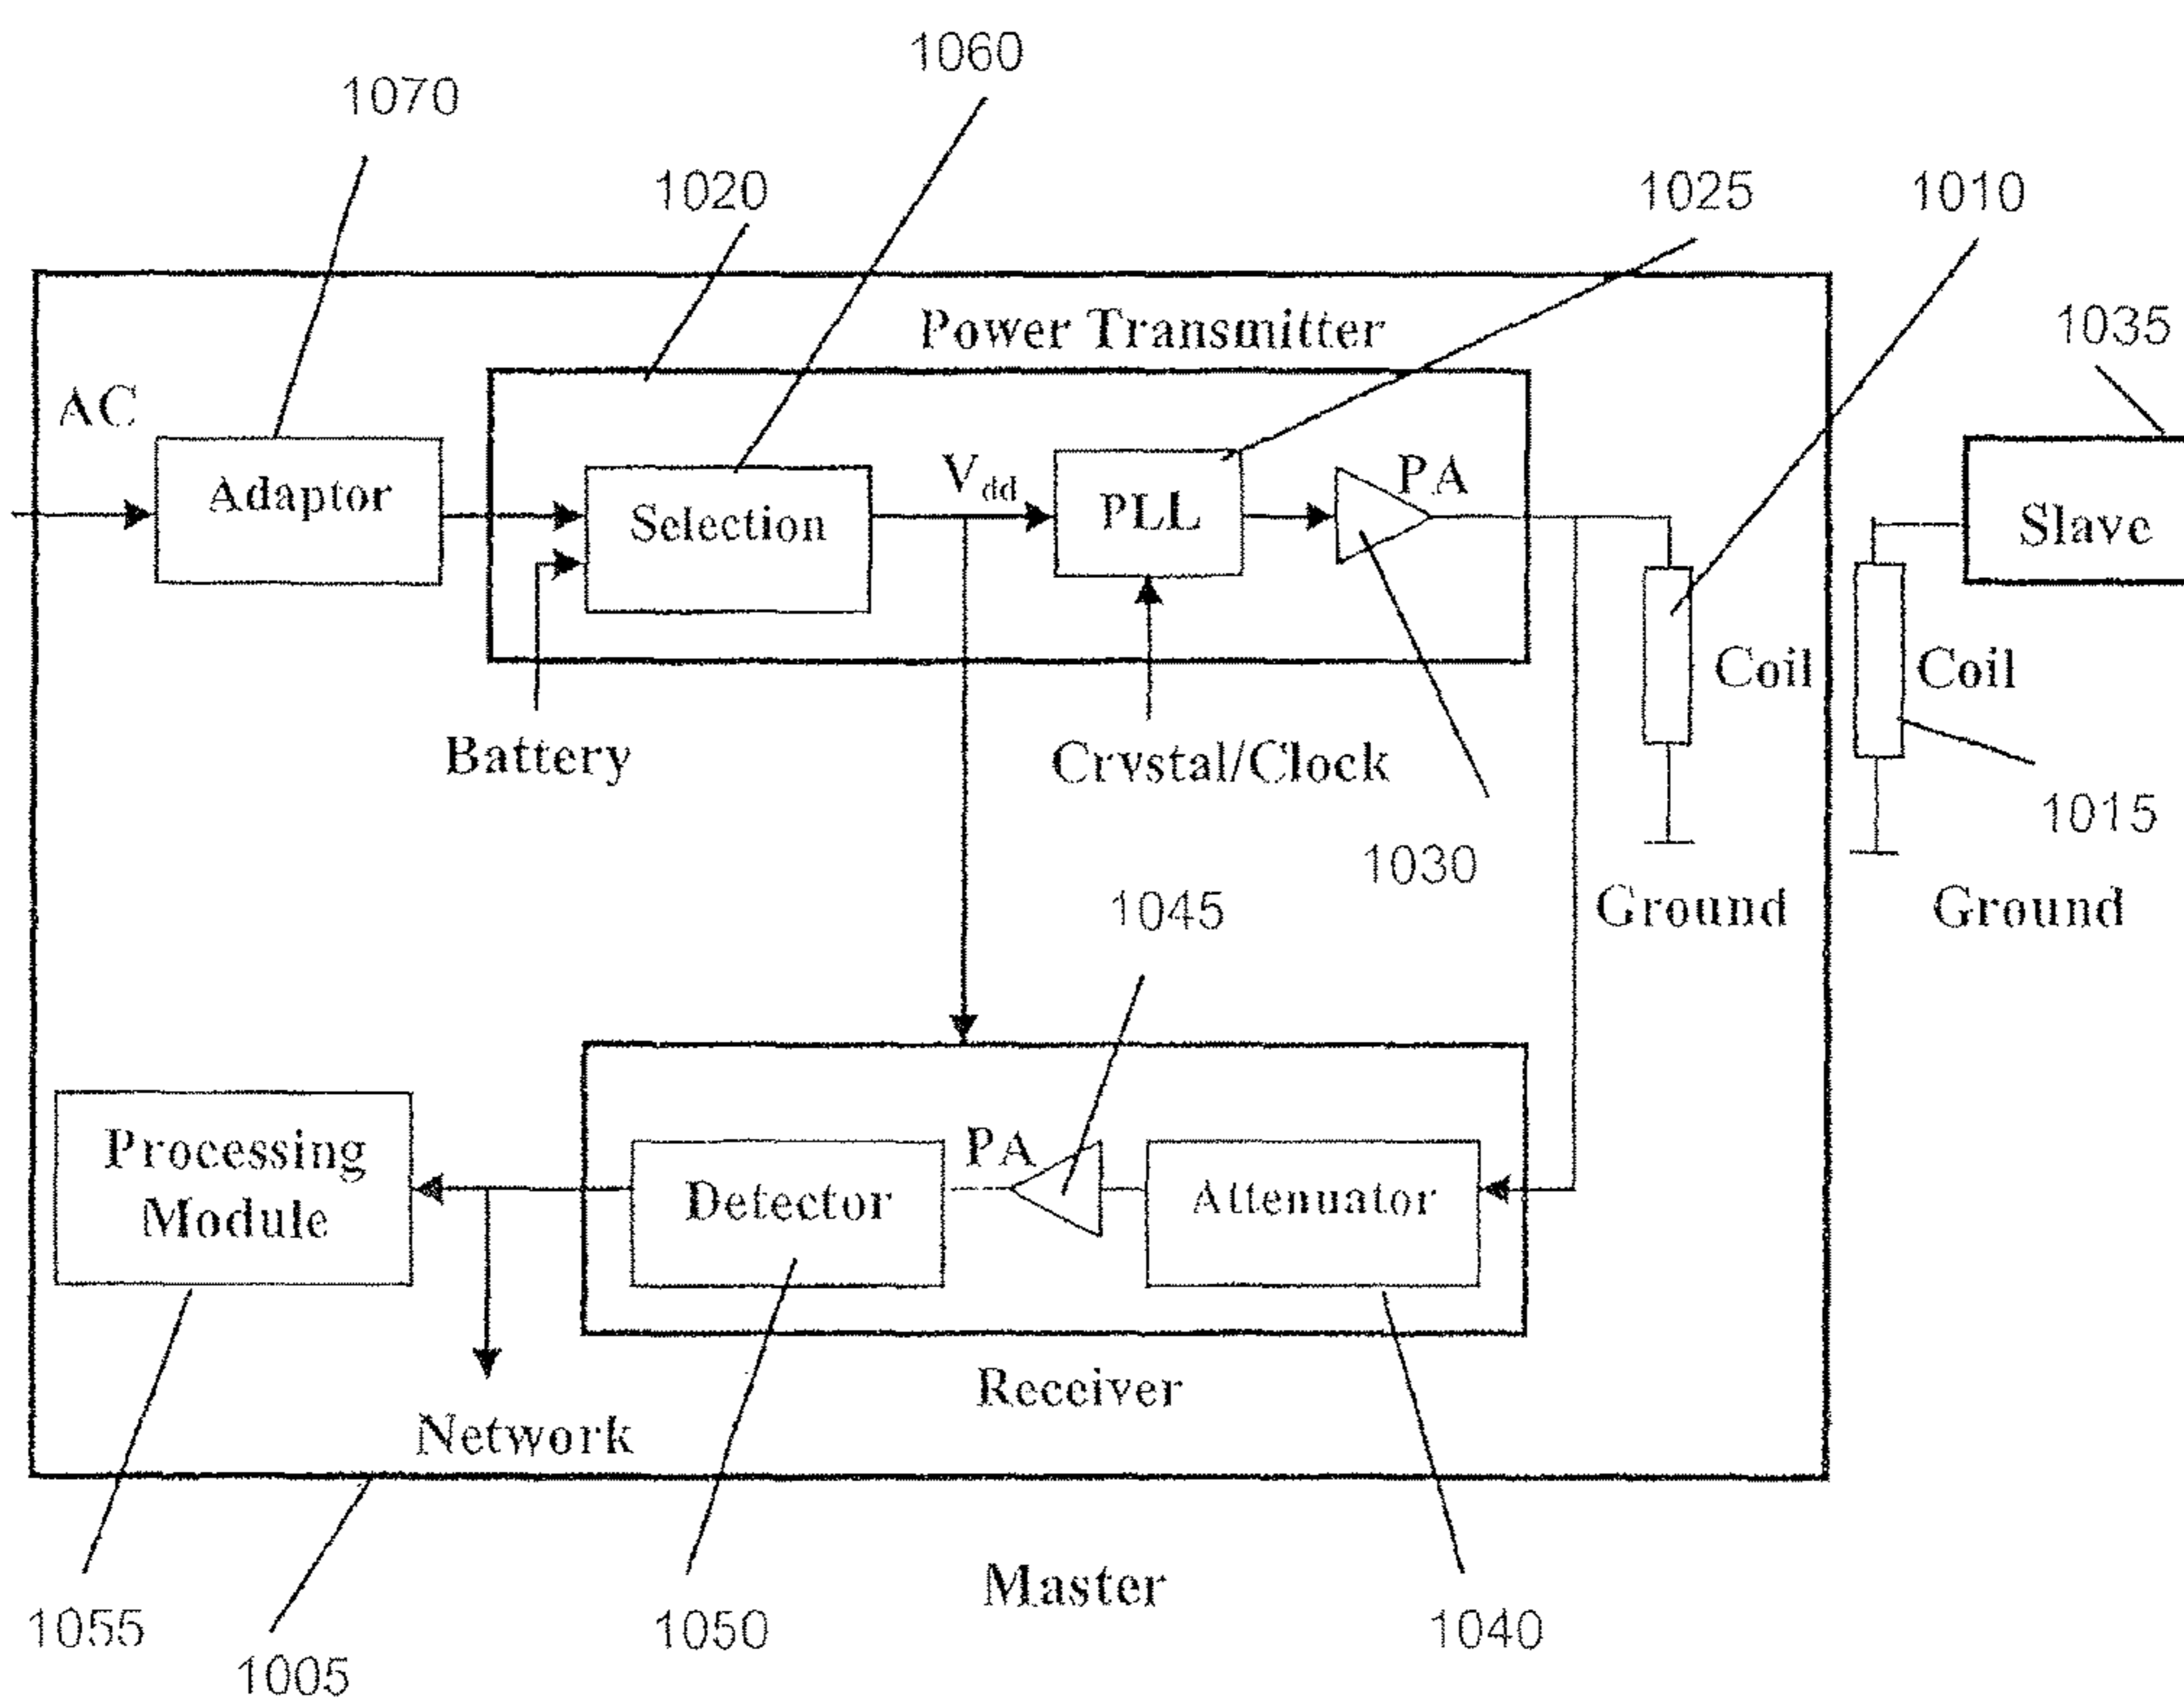 1060
1070
1020
1025
1010
1035
Power Transmitter
AC
Adaptor
Selection
Vdd
PLL
PA
Slave
Coil
Coil
Battery
Crystal/Clock
1015
1030
1045
Ground
Ground
Processing
Module
Detector
PA
Attenuator
Receiver
Network
Master
1055
1005
1050
1040